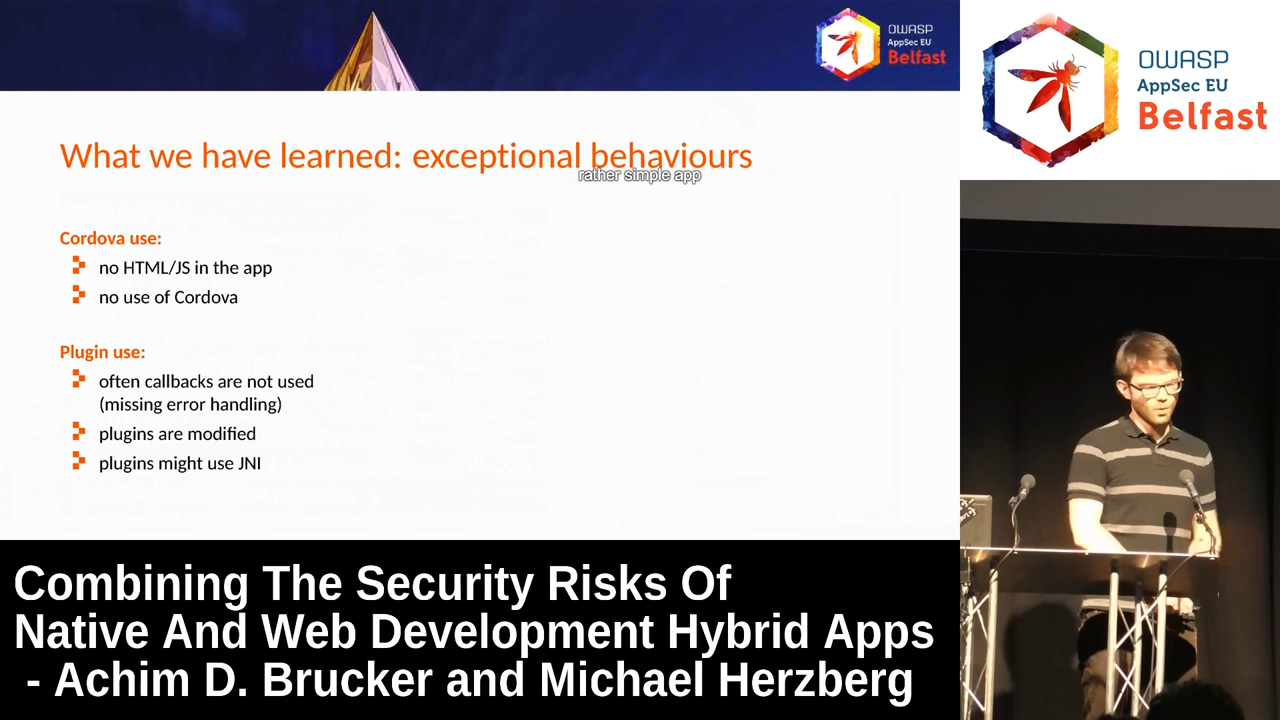 OWASP
AppSec EU
Belfast
OWASP
AppSec EU
Belfast
What we have learned: exceptional behaviours
rather simple app
Cordova use:
no HTML/JS in the app
no use of Cordova
Plugin use:
often callbacks are not used
(missing error handling)
plugins are modified
plugins might use JNI
Combining The Security Risks Of
Native And Web Development Hybrid Apps
- Achim D. Brucker and Michael Herzberg